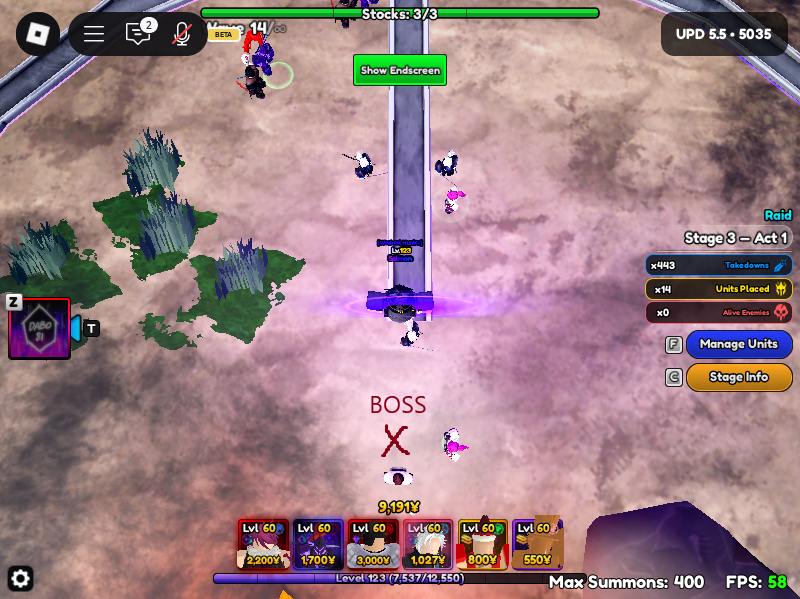 Stocks: 3/3
Wave 14/∞
2
BETA
UPD 5.5 • 5035
Show Endscreen
Raid
Stage 3 — Act 1
x443 Takedowns
x14 Units Placed
x0 Alive Enemies
F Manage Units
C Stage Info
Lv.123
Z
T
BOSS
X
9,191¥
Lvl 60 Lvl 60 Lvl 60 Lvl 60 Lvl 60 Lvl 60
2,200¥ 1,700¥ 3,000¥ 1,027¥ 800¥ 550¥
Level 123 (7,537/12,550)
Max Summons: 400 FPS: 58